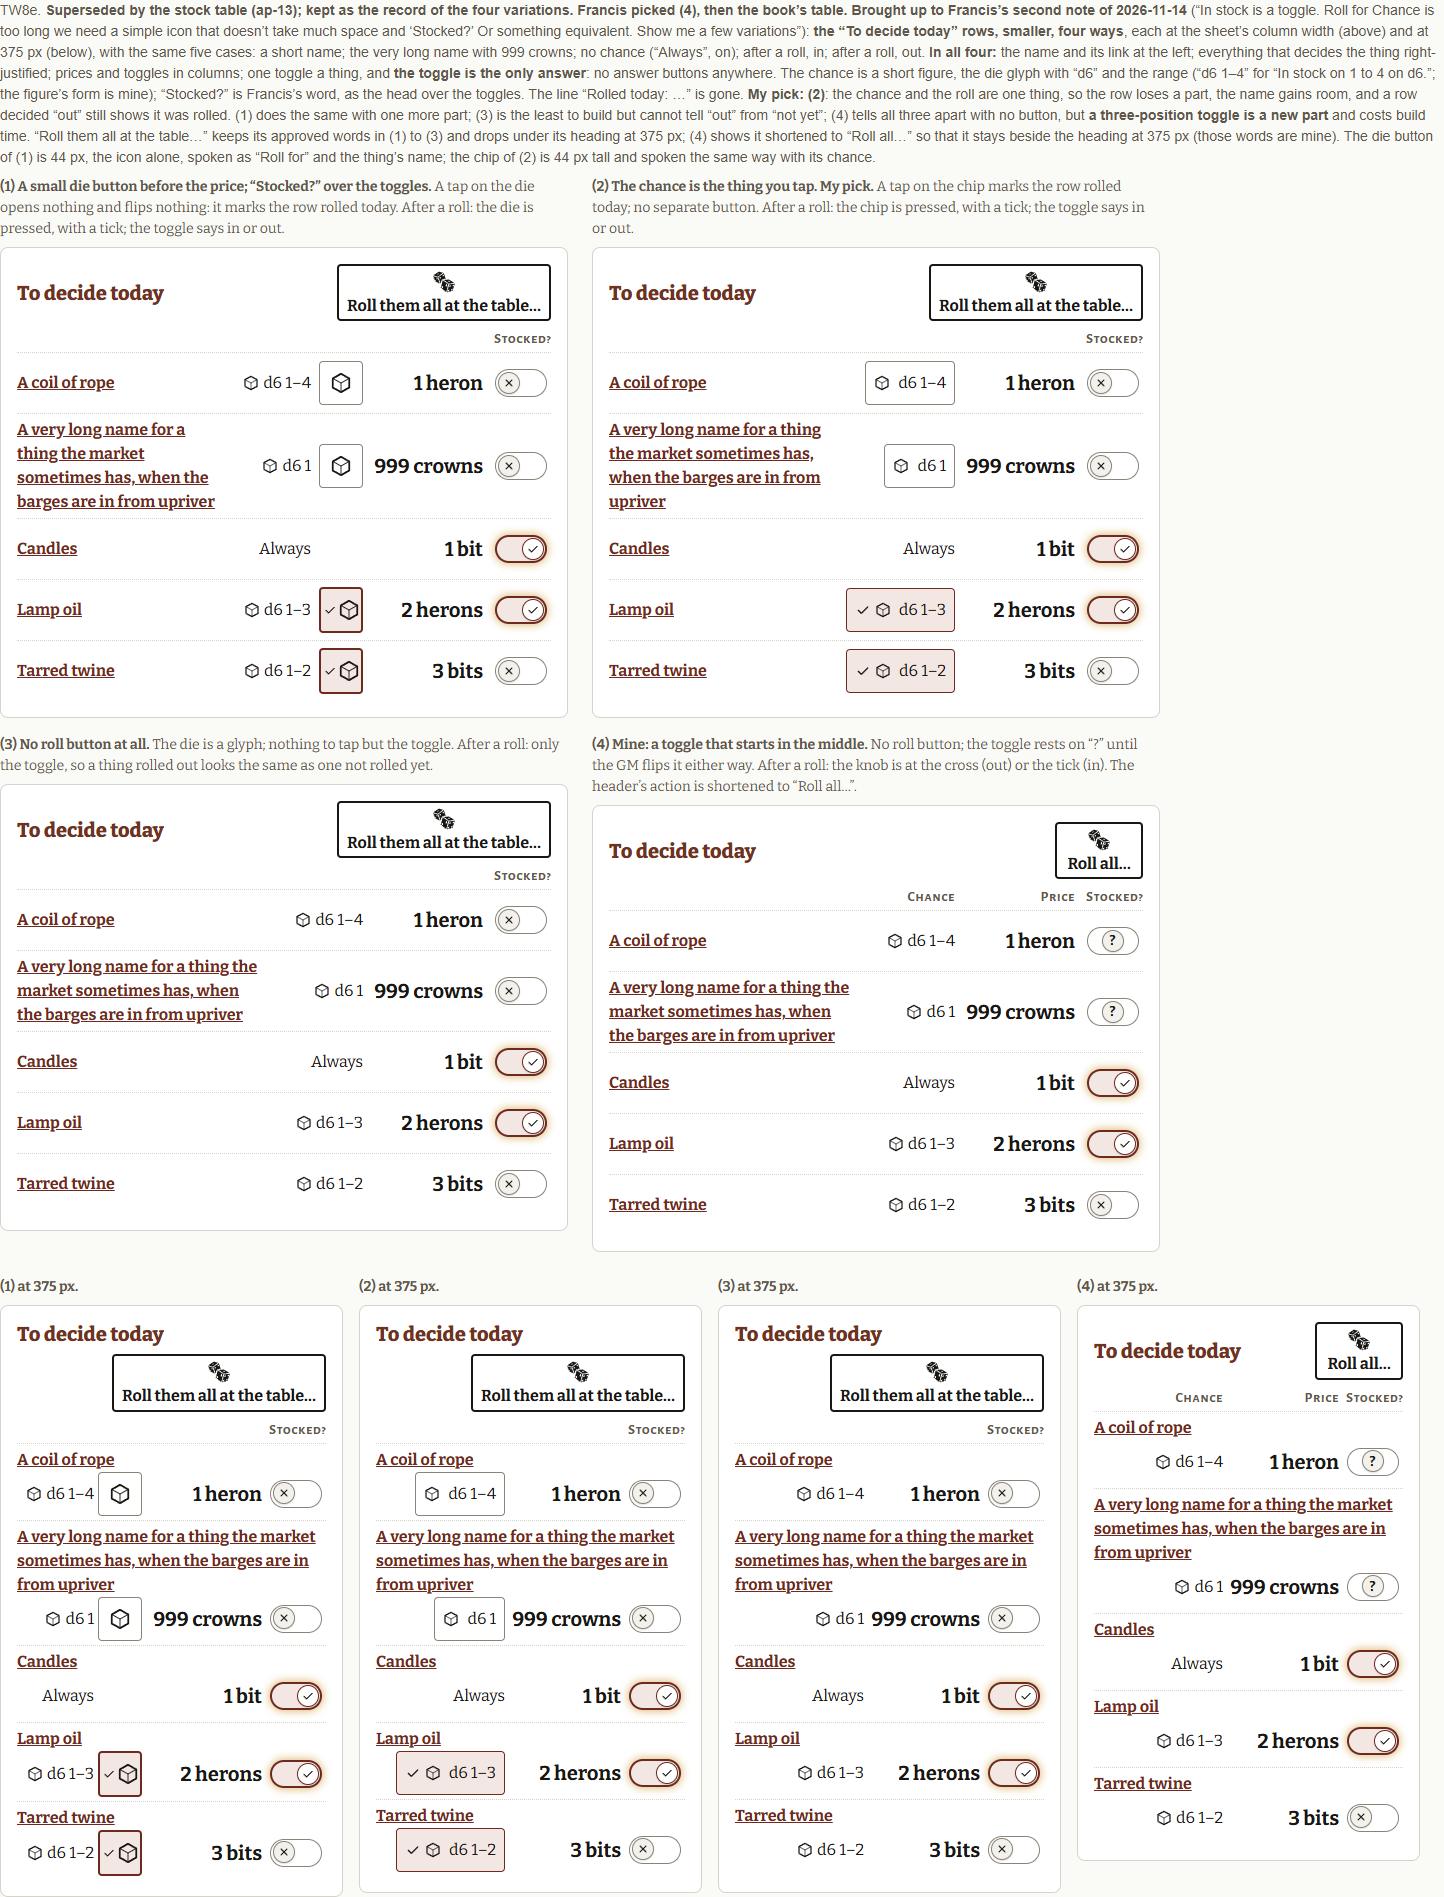 TW8e. Superseded by the stock table (ap-13); kept as the record of the four variations. Francis picked (4), then the book’s table. Brought up to Francis’s second note of 2026-11-14 (“In stock is a toggle. Roll for Chance is
too long we need a simple icon that doesn’t take much space and ‘Stocked?’ Or something equivalent. Show me a few variations”): the “To decide today” rows, smaller, four ways, each at the sheet’s column width (above) and at
375 px (below), with the same five cases: a short name; the very long name with 999 crowns; no chance (“Always”, on); after a roll, in; after a roll, out. In all four: the name and its link at the left; everything that decides the thing right-
justified; prices and toggles in columns; one toggle a thing, and the toggle is the only answer: no answer buttons anywhere. The chance is a short figure, the die glyph with “d6” and the range (“d6 1–4” for “In stock on 1 to 4 on d6.”;
the figure’s form is mine); “Stocked?” is Francis’s word, as the head over the toggles. The line “Rolled today: …” is gone. My pick: (2): the chance and the roll are one thing, so the row loses a part, the name gains room, and a row
decided “out” still shows it was rolled. (1) does the same with one more part; (3) is the least to build but cannot tell “out” from “not yet”; (4) tells all three apart with no button, but a three-position toggle is a new part and costs build
time. “Roll them all at the table…” keeps its approved words in (1) to (3) and drops under its heading at 375 px; (4) shows it shortened to “Roll all…” so that it stays beside the heading at 375 px (those words are mine). The die button
of (1) is 44 px, the icon alone, spoken as “Roll for” and the thing’s name; the chip of (2) is 44 px tall and spoken the same way with its chance.
(1) A small die button before the price; “Stocked?” over the toggles. A tap on the die
opens nothing and flips nothing: it marks the row rolled today. After a roll: the die is
pressed, with a tick; the toggle says in or out.
To decide today
Roll them all at the table…
STOCKED?
A coil of rope
d6 1–4
1 heron
A very long name for a
thing the market
sometimes has, when the
barges are in from upriver
d6 1
999 crowns
Candles
Always
1 bit
Lamp oil
d6 1–3
2 herons
Tarred twine
d6 1–2
3 bits
(2) The chance is the thing you tap. My pick. A tap on the chip marks the row rolled
today; no separate button. After a roll: the chip is pressed, with a tick; the toggle says in
or out.
To decide today
Roll them all at the table…
STOCKED?
A coil of rope
d6 1–4
1 heron
A very long name for a thing
the market sometimes has,
when the barges are in from
upriver
d6 1
999 crowns
Candles
Always
1 bit
Lamp oil
d6 1–3
2 herons
Tarred twine
d6 1–2
3 bits
(3) No roll button at all. The die is a glyph; nothing to tap but the toggle. After a roll: only
the toggle, so a thing rolled out looks the same as one not rolled yet.
To decide today
Roll them all at the table…
STOCKED?
A coil of rope
d6 1–4
1 heron
A very long name for a thing the
market sometimes has, when
the barges are in from upriver
d6 1
999 crowns
Candles
Always
1 bit
Lamp oil
d6 1–3
2 herons
Tarred twine
d6 1–2
3 bits
(4) Mine: a toggle that starts in the middle. No roll button; the toggle rests on “?” until
the GM flips it either way. After a roll: the knob is at the cross (out) or the tick (in). The
header’s action is shortened to “Roll all…”.
To decide today
Roll all…
CHANCE PRICE STOCKED?
A coil of rope
d6 1–4
1 heron
?
A very long name for a thing the
market sometimes has, when
the barges are in from upriver
d6 1
999 crowns
?
Candles
Always
1 bit
Lamp oil
d6 1–3
2 herons
Tarred twine
d6 1–2
3 bits
(1) at 375 px.
To decide today
Roll them all at the table…
STOCKED?
A coil of rope
d6 1–4
1 heron
A very long name for a thing the market
sometimes has, when the barges are in
from upriver
d6 1
999 crowns
Candles
Always
1 bit
Lamp oil
d6 1–3
2 herons
Tarred twine
d6 1–2
3 bits
(2) at 375 px.
To decide today
Roll them all at the table…
STOCKED?
A coil of rope
d6 1–4
1 heron
A very long name for a thing the market
sometimes has, when the barges are in
from upriver
d6 1
999 crowns
Candles
Always
1 bit
Lamp oil
d6 1–3
2 herons
Tarred twine
d6 1–2
3 bits
(3) at 375 px.
To decide today
Roll them all at the table…
STOCKED?
A coil of rope
d6 1–4
1 heron
A very long name for a thing the market
sometimes has, when the barges are in
from upriver
d6 1
999 crowns
Candles
Always
1 bit
Lamp oil
d6 1–3
2 herons
Tarred twine
d6 1–2
3 bits
(4) at 375 px.
To decide today
Roll all…
CHANCE PRICE STOCKED?
A coil of rope
d6 1–4
1 heron
?
A very long name for a thing the market
sometimes has, when the barges are in
from upriver
d6 1
999 crowns
?
Candles
Always
1 bit
Lamp oil
d6 1–3
2 herons
Tarred twine
d6 1–2
3 bits